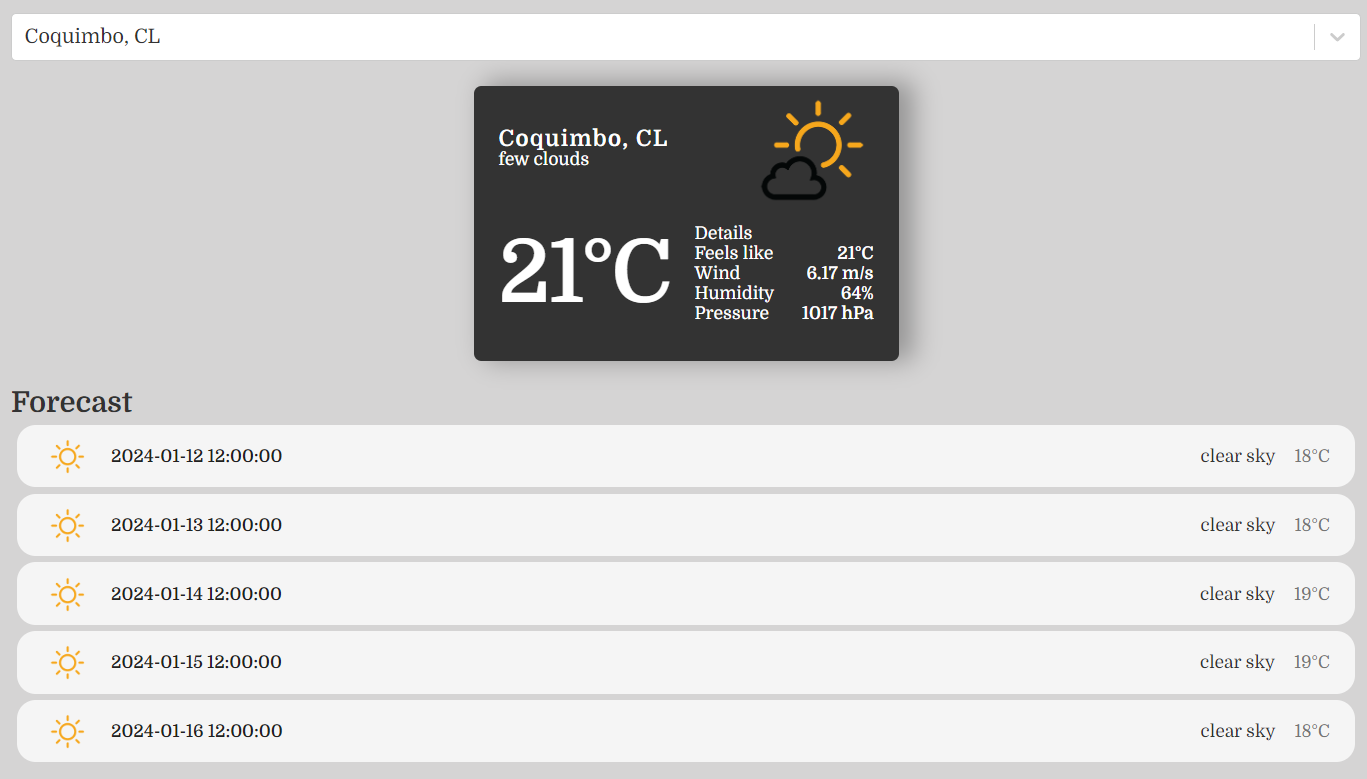 Coquimbo, CL
Coquimbo, CL
few clouds
21°C
Details
Feels like 21°C
Wind 6.17 m/s
Humidity 64%
Pressure 1017 hPa
Forecast
2024-01-12 12:00:00 clear sky 18°C
2024-01-13 12:00:00 clear sky 18°C
2024-01-14 12:00:00 clear sky 19°C
2024-01-15 12:00:00 clear sky 19°C
2024-01-16 12:00:00 clear sky 18°C